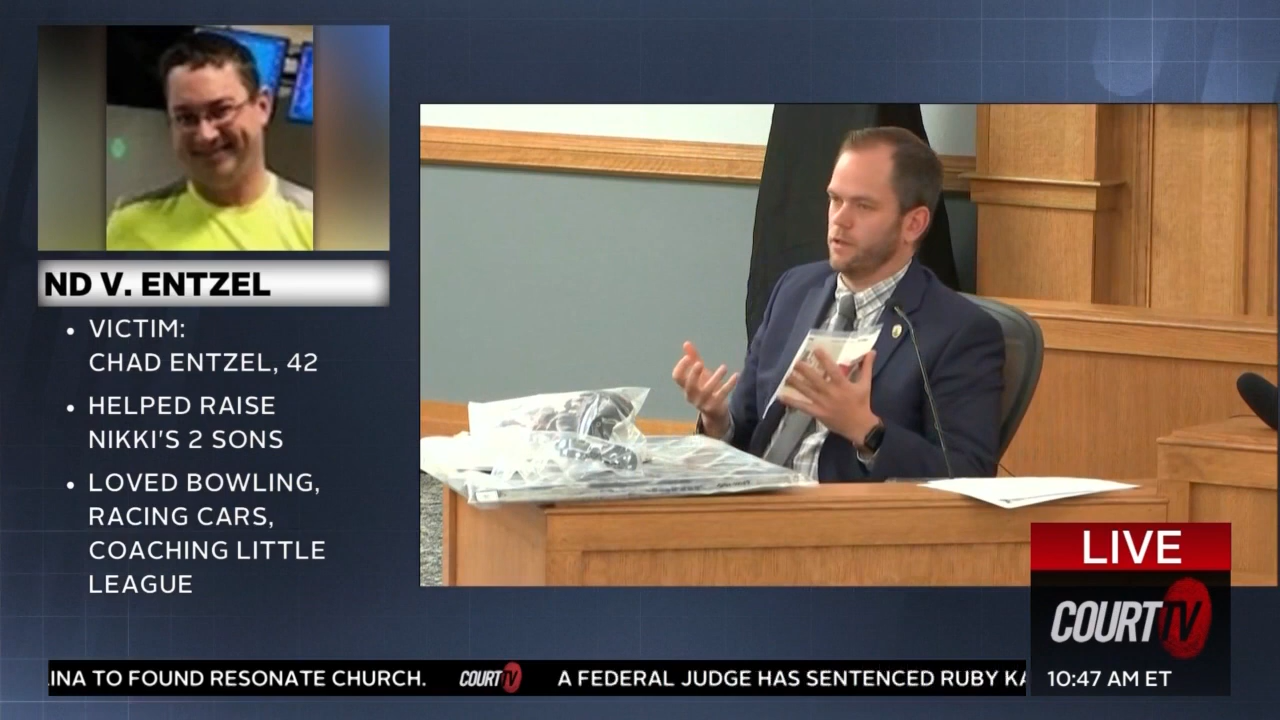 ND V. ENTZEL
• VICTIM:
CHAD ENTZEL, 42
• HELPED RAISE
NIKKI'S 2 SONS
• LOVED BOWLING,
RACING CARS,
COACHING LITTLE
LEAGUE
LIVE
COURT TV
10:47 AM ET
INA TO FOUND RESONATE CHURCH. COURT TV A FEDERAL JUDGE HAS SENTENCED RUBY KA